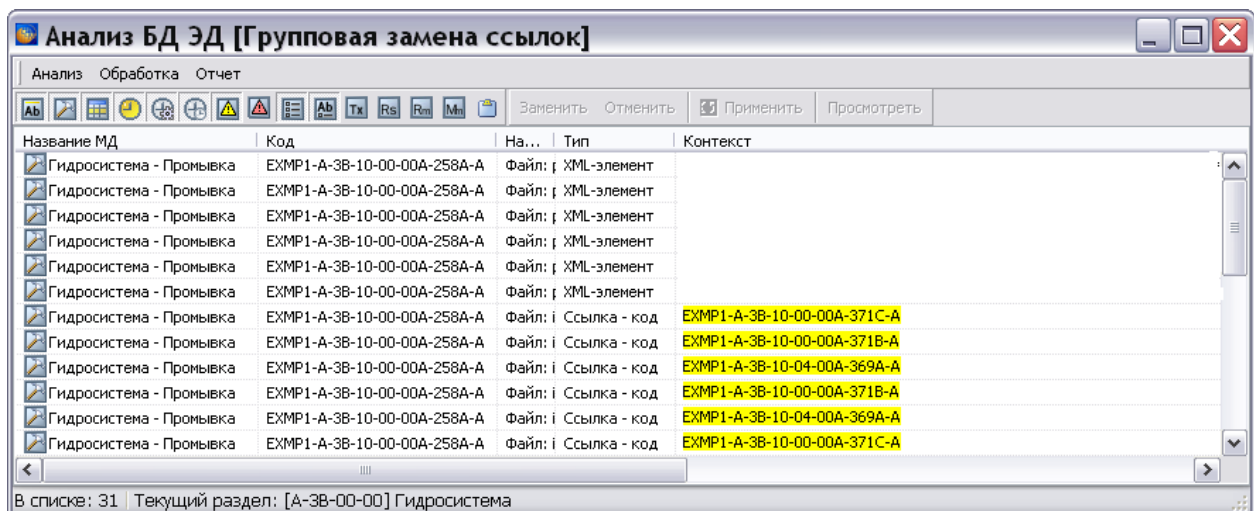 Анализ БД ЭД [Групповая замена ссылок]
Анализ Обработка Отчет
Ab Ab Tx Rs Rm Mn Заменить Отменить Применить Просмотреть
Название МД Код На... Тип Контекст
Гидросистема - Промывка EXMP1-A-3B-10-00-00A-258A-A Файл: XML-элемент
Гидросистема - Промывка EXMP1-A-3B-10-00-00A-258A-A Файл: XML-элемент
Гидросистема - Промывка EXMP1-A-3B-10-00-00A-258A-A Файл: XML-элемент
Гидросистема - Промывка EXMP1-A-3B-10-00-00A-258A-A Файл: XML-элемент
Гидросистема - Промывка EXMP1-A-3B-10-00-00A-258A-A Файл: XML-элемент
Гидросистема - Промывка EXMP1-A-3B-10-00-00A-258A-A Файл: XML-элемент
Гидросистема - Промывка EXMP1-A-3B-10-00-00A-258A-A Файл: i Ссылка - код EXMP1-A-3B-10-00-00A-371C-A
Гидросистема - Промывка EXMP1-A-3B-10-00-00A-258A-A Файл: i Ссылка - код EXMP1-A-3B-10-00-00A-371B-A
Гидросистема - Промывка EXMP1-A-3B-10-00-00A-258A-A Файл: i Ссылка - код EXMP1-A-3B-10-04-00A-369A-A
Гидросистема - Промывка EXMP1-A-3B-10-00-00A-258A-A Файл: i Ссылка - код EXMP1-A-3B-10-00-00A-371B-A
Гидросистема - Промывка EXMP1-A-3B-10-00-00A-258A-A Файл: i Ссылка - код EXMP1-A-3B-10-04-00A-369A-A
Гидросистема - Промывка EXMP1-A-3B-10-00-00A-258A-A Файл: i Ссылка - код EXMP1-A-3B-10-00-00A-371C-A
В списке: 31 Текущий раздел: [A-3B-00-00] Гидросистема